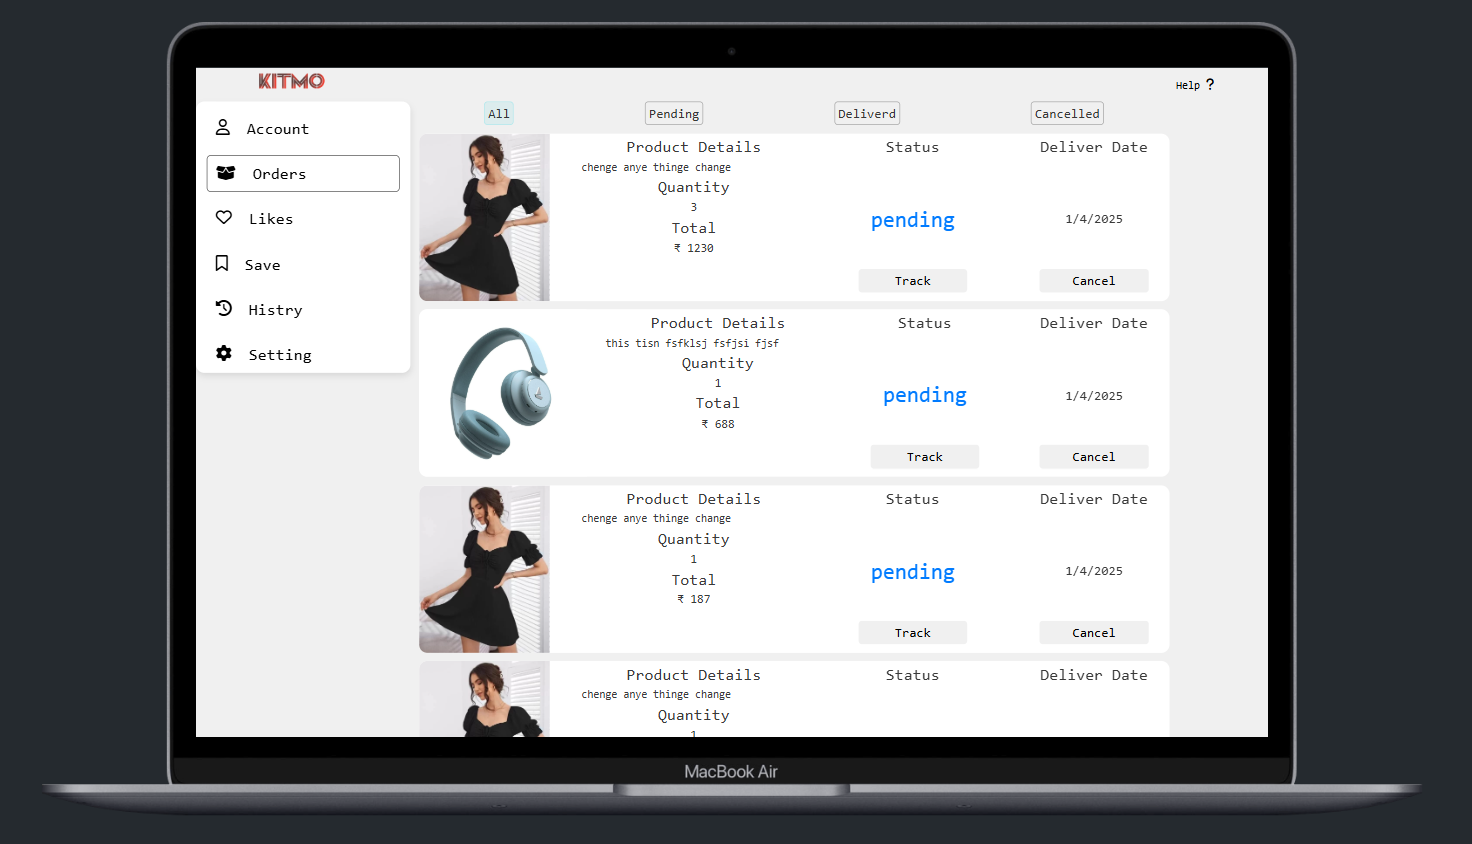 KITMO
Help ?
Account
Orders
Likes
Save
Histry
Setting
All
Pending
Deliverd
Cancelled
Product Details
chenge anye thinge change
Quantity
3
Total
₹ 1230
Status
pending
Track
Deliver Date
1/4/2025
Cancel
Product Details
this tisn fsfklsj fsfjsi fjsf
Quantity
1
Total
₹ 688
Status
pending
Track
Deliver Date
1/4/2025
Cancel
Product Details
chenge anye thinge change
Quantity
1
Total
₹ 187
Status
pending
Track
Deliver Date
1/4/2025
Cancel
Product Details
chenge anye thinge change
Quantity
1
Status
Deliver Date
MacBook Air